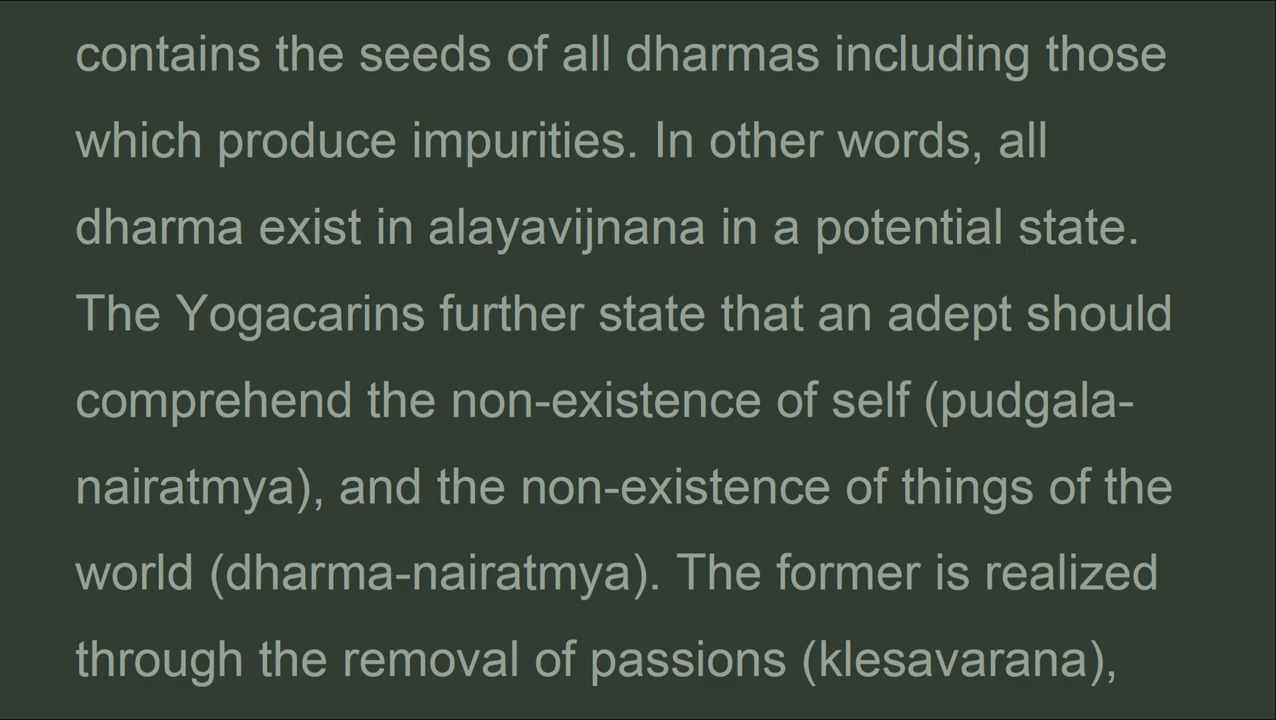 contains the seeds of all dharmas including those
which produce impurities. In other words, all
dharma exist in alayavijnana in a potential state.
The Yogacarins further state that an adept should
comprehend the non-existence of self (pudgala-
nairatmya), and the non-existence of things of the
world (dharma-nairatmya). The former is realized
through the removal of passions (klesavarana),